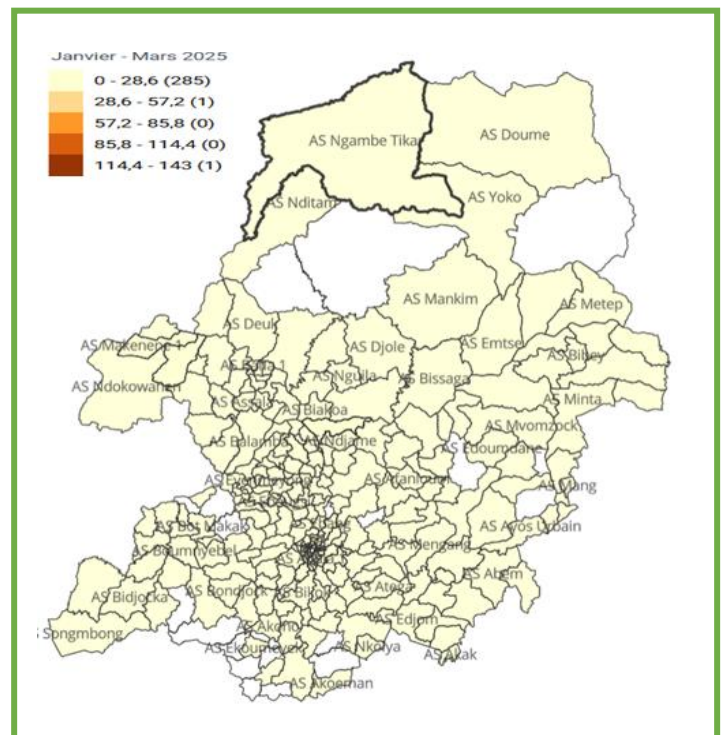 Janvier - Mars 2025
0 - 28,6 (285)
28,6 - 57,2 (1)
57,2 - 85,8 (0)
85,8 - 114,4 (0)
114,4 - 143 (1)
AS Ngambe Tika
AS Doume
AS Nditam
AS Yoko
AS Mankim
AS Metep
AS Deuk
AS Makenene 1
AS Djole
AS Emtse
AS Bibey
AS Ndokowanen
AS Ngulla
AS Bissaga
AS Minta
AS Assala
AS Biakoa
AS Mvomzock
AS Balamba
AS Ndjame
AS Edoumdane
AS Mang
AS Ayos Urbain
AS Bot Makak
AS Boumnyebel
AS Mengang
AS Abem
AS Bidjocka
AS Bondjock
AS Atega
Songmbong
AS Edjom
AS Nkolya
AS Akak
AS Akoeman